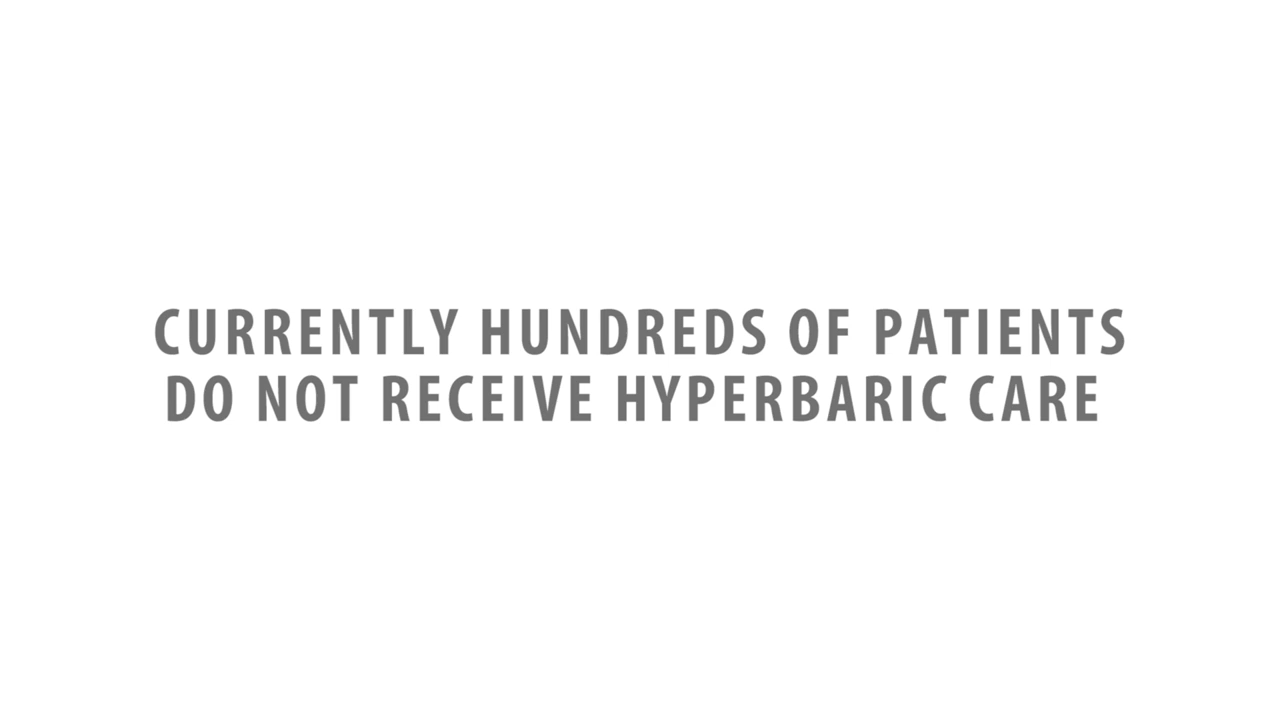 CURRENTLY HUNDREDS OF PATIENTS
DO NOT RECEIVE HYPERBARIC CARE